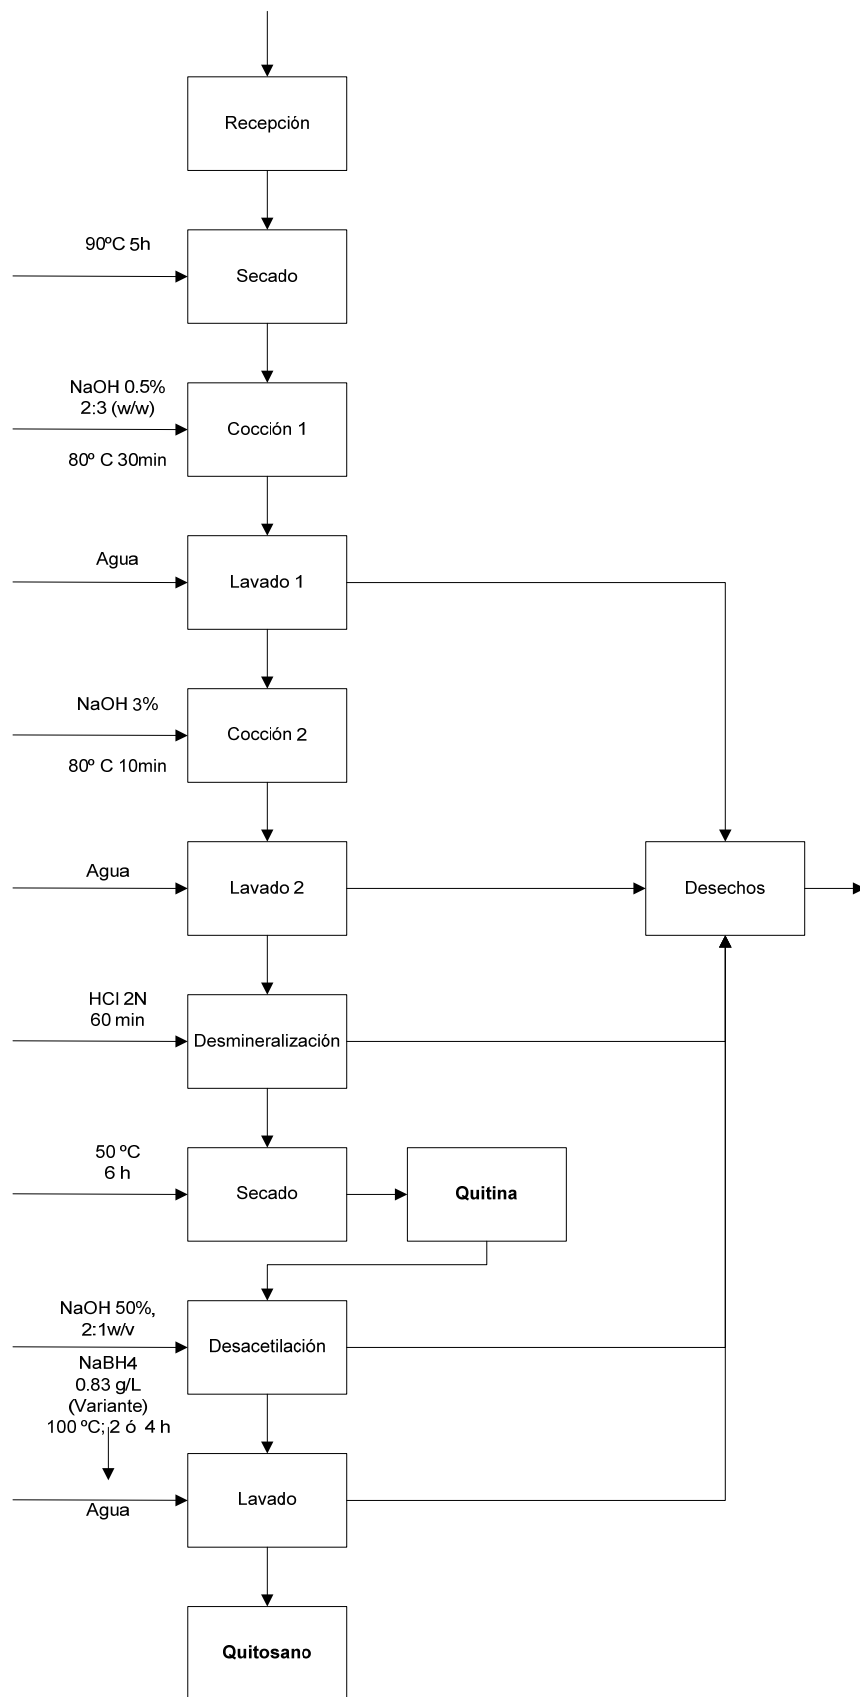 Recepción
90ºC 5h
Secado
NaOH 0.5%
2:3 (w/w)
80º C 30min
Cocción 1
Agua
Lavado 1
NaOH 3%
80º C 10min
Cocción 2
Agua
Lavado 2
Desechos
HCl 2N
60 min
Desmineralización
50 ºC
6 h
Secado
Quitina
NaOH 50%,
2:1w/v
NaBH4
0.83 g/L
(Variante)
100 ºC; 2 ó 4 h
Desacetilación
Agua
Lavado
Quitosano